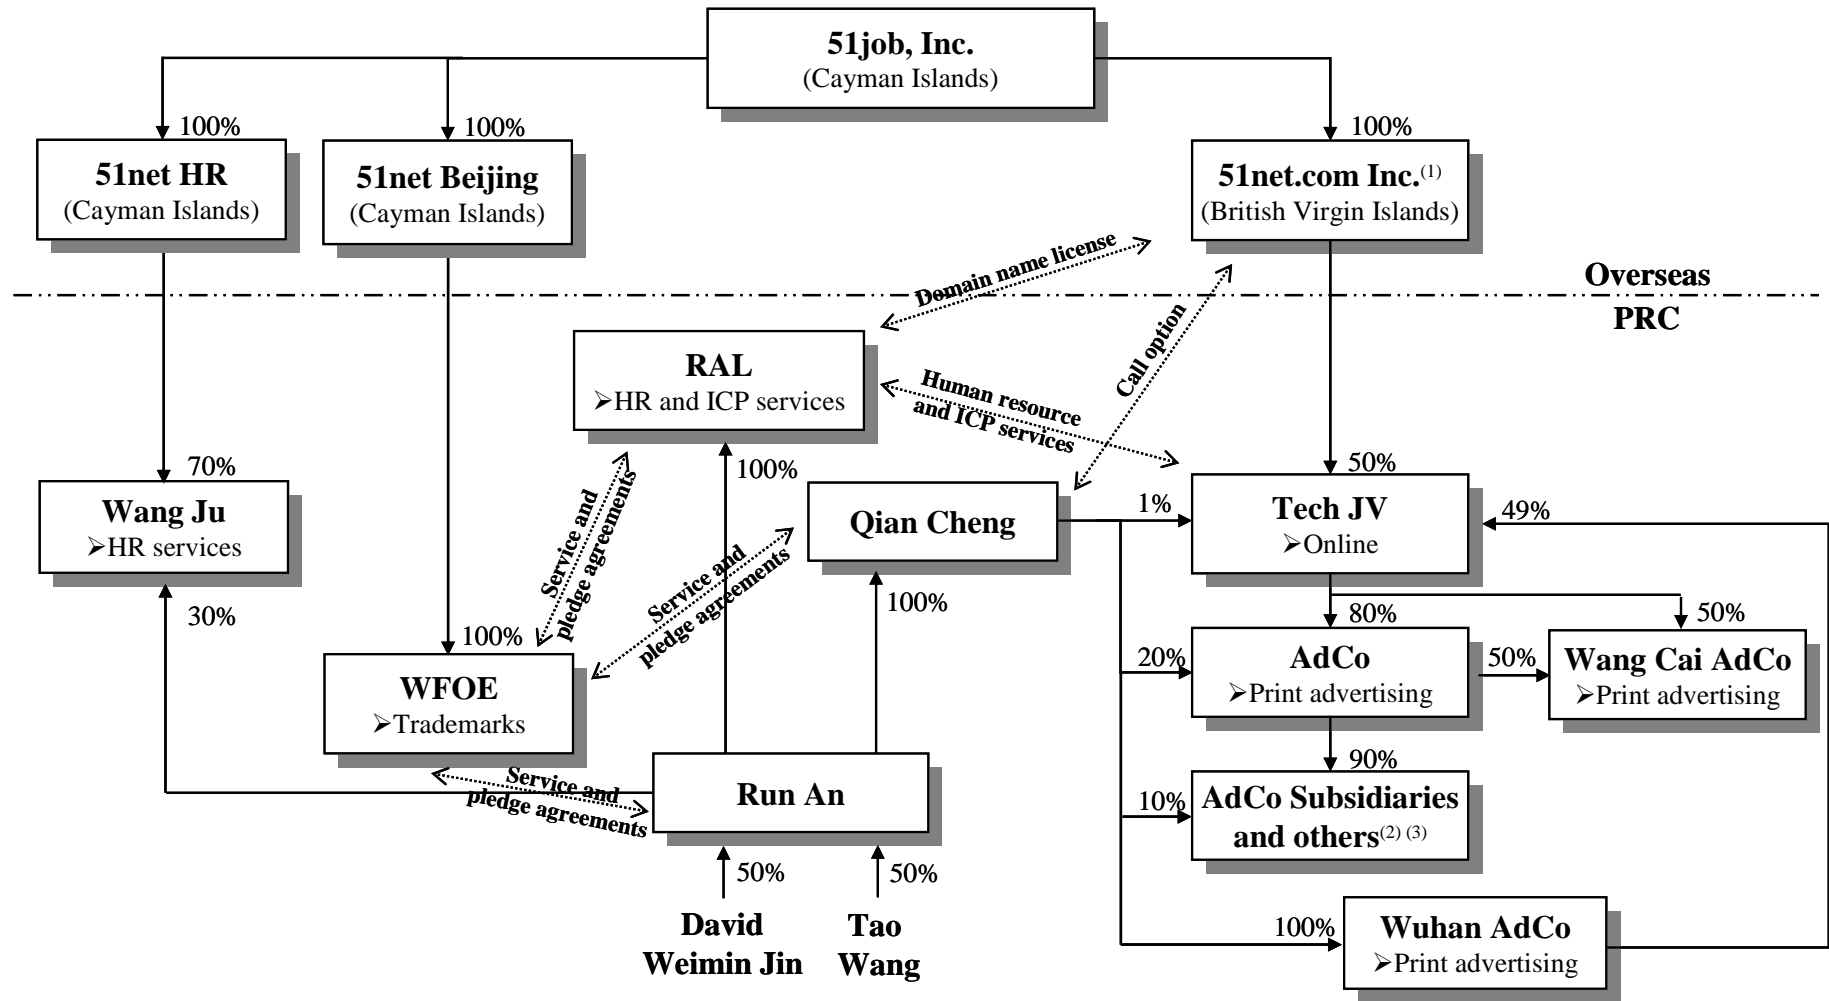 51job, Inc.
(Cayman Islands)
100%
100%
100%
51net HR
(Cayman Islands)
51net Beijing
(Cayman Islands)
51net.com Inc.(1)
(British Virgin Islands)
Domain name license
Overseas
PRC
Call option
RAL
➢HR and ICP services
Human resource
and ICP services
70%
100%
50%
Wang Ju
➢HR services
Service and
pledge agreements
Qian Cheng
1%
Tech JV
➢Online
49%
Service and
pledge agreements
30%
100%
100%
80%
50%
WFOE
➢Trademarks
20%
AdCo
➢Print advertising
50%
Wang Cai AdCo
➢Print advertising
90%
Service and
pledge agreements
Run An
10%
AdCo Subsidiaries
and others(2) (3)
50%
50%
David
Weimin Jin
Tao
Wang
100%
Wuhan AdCo
➢Print advertising